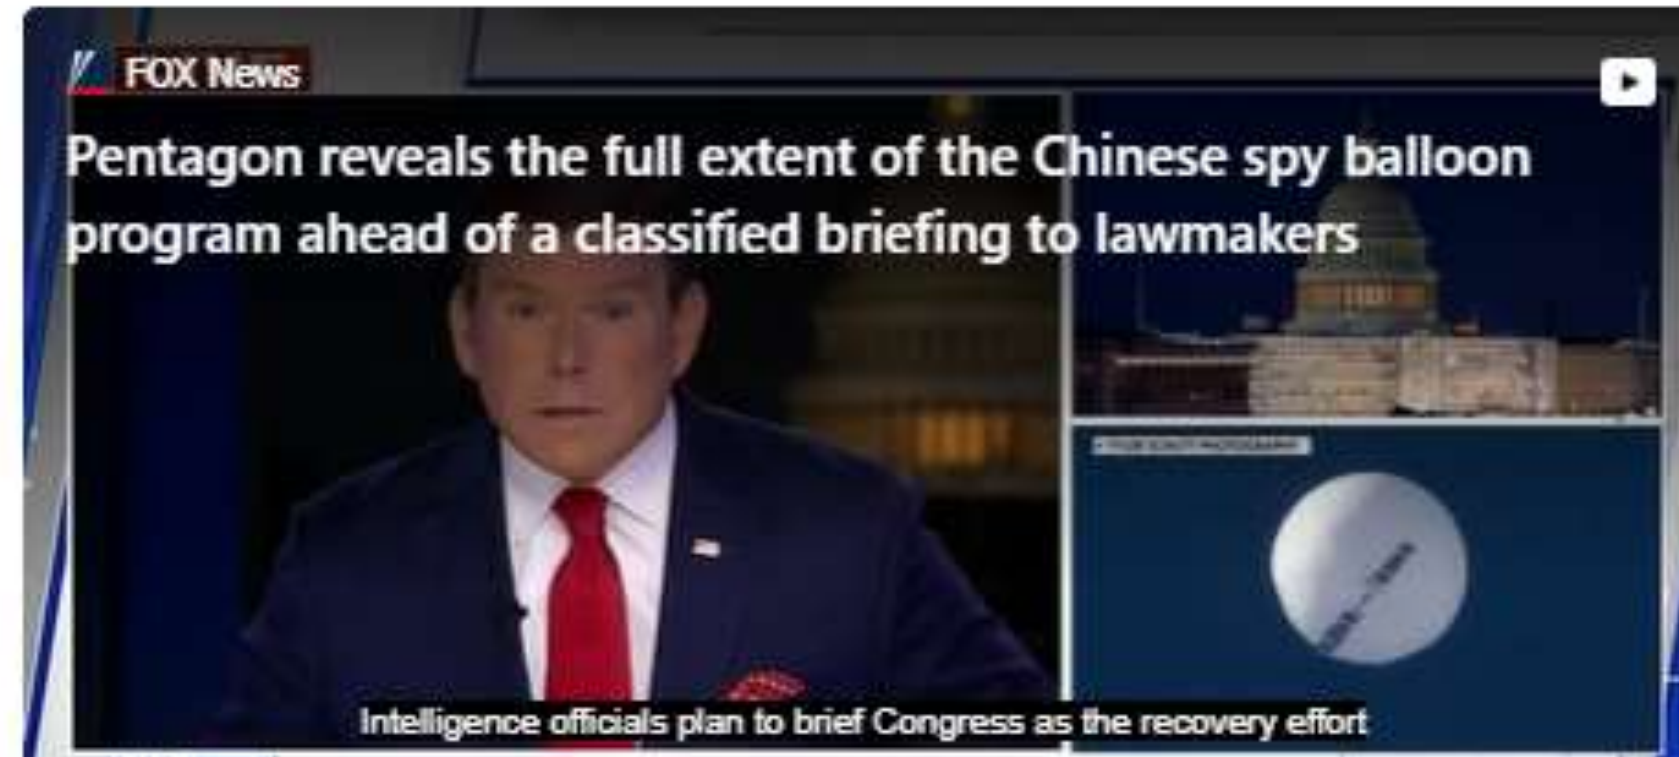 FOX News
Pentagon reveals the full extent of the Chinese spy balloon
program ahead of a classified briefing to lawmakers
Intelligence officials plan to brief Congress as the recovery effort